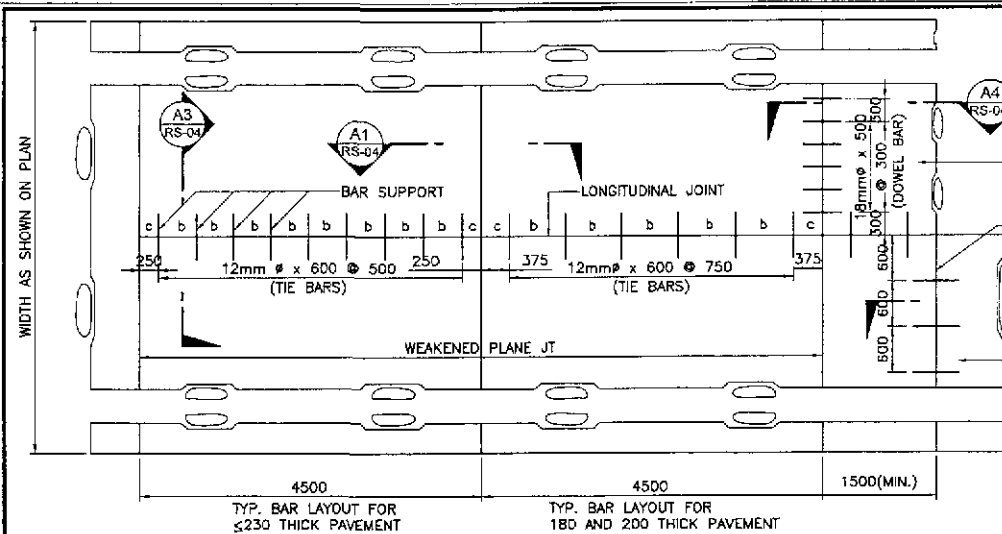 WIDTH AS SHOWN ON PLAN
A3
RS-04
A1
RS-04
A4
RS-04
BAR SUPPORT
LONGITUDINAL JOINT
c b b b b b b b b c c b b b b b c
250
12mm ø x 600 @ 500
250
(TIE BARS)
375
12mmø x 600 @ 750
375
(TIE BARS)
300
18mmø x 500
@ 300
(DOWEL BAR)
300
600
600
600
WEAKENED PLANE JT
4500
4500
1500(MIN.)
TYP. BAR LAYOUT FOR
≤230 THICK PAVEMENT
TYP. BAR LAYOUT FOR
180 AND 200 THICK PAVEMENT